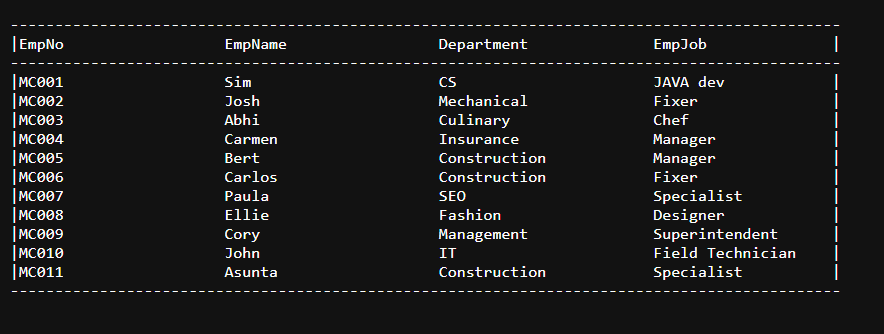 ---------------------------------------------------------------------------------------------
|EmpNo                  EmpName                 Department              EmpJob              |
---------------------------------------------------------------------------------------------
|MC001                  Sim                     CS                      JAVA dev            |
|MC002                  Josh                    Mechanical              Fixer               |
|MC003                  Abhi                    Culinary                Chef                |
|MC004                  Carmen                  Insurance               Manager             |
|MC005                  Bert                    Construction            Manager             |
|MC006                  Carlos                  Construction            Fixer               |
|MC007                  Paula                   SEO                     Specialist          |
|MC008                  Ellie                   Fashion                 Designer            |
|MC009                  Cory                    Management              Superintendent      |
|MC010                  John                    IT                      Field Technician    |
|MC011                  Asunta                  Construction            Specialist          |
---------------------------------------------------------------------------------------------